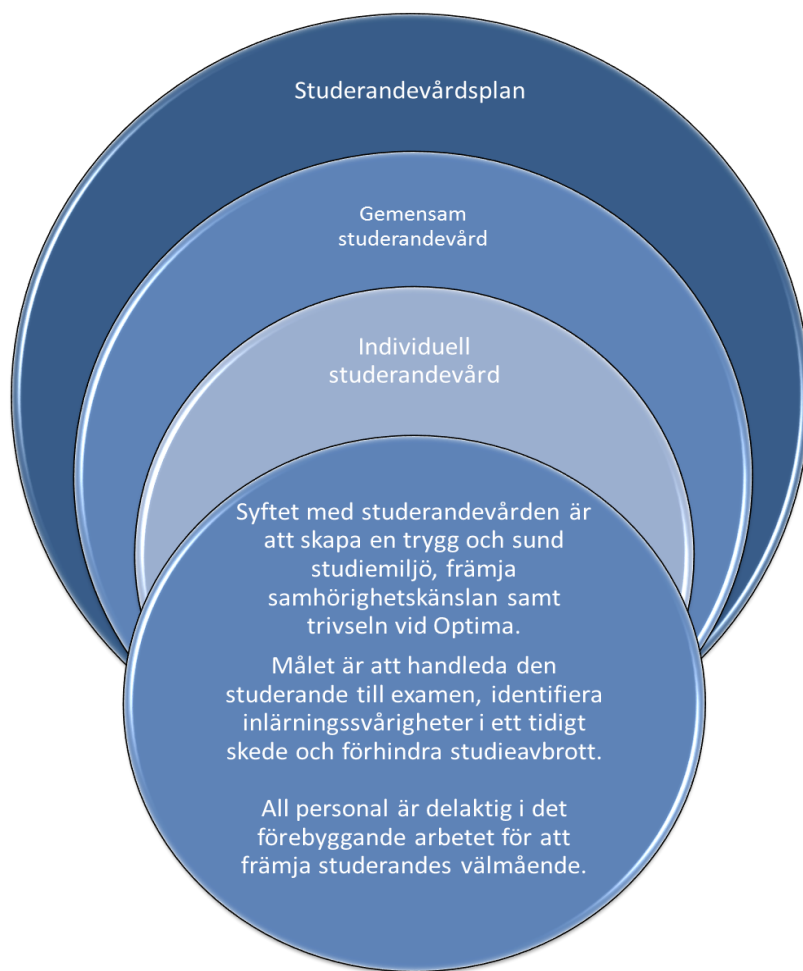 Studerandevårdsplan
Gemensam
studerandevård
Individuell
studerandevård
Syftet med studerandevården är
att skapa en trygg och sund
studiemiljö, främja
samhörighetskänslan samt
trivseln vid Optima.
Målet är att handleda den
studerande till examen, identifiera
inlärningssvårigheter i ett tidigt
skede och förhindra studieavbrott.
All personal är delaktig i det
förebyggande arbetet för att
främja studerandes välmående.